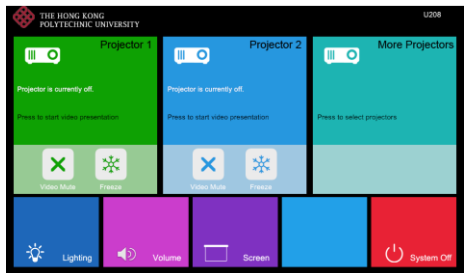 THE HONG KONG
POLYTECHNIC UNIVERSITY
U208
Projector 1
Projector is currently off.
Press to start video presentation
Video Mute
Freeze
Projector 2
Projector is currently off.
Press to start video presentation
Video Mute
Freeze
More Projectors
Press to select projectors
Lighting
Volume
Screen
System Off